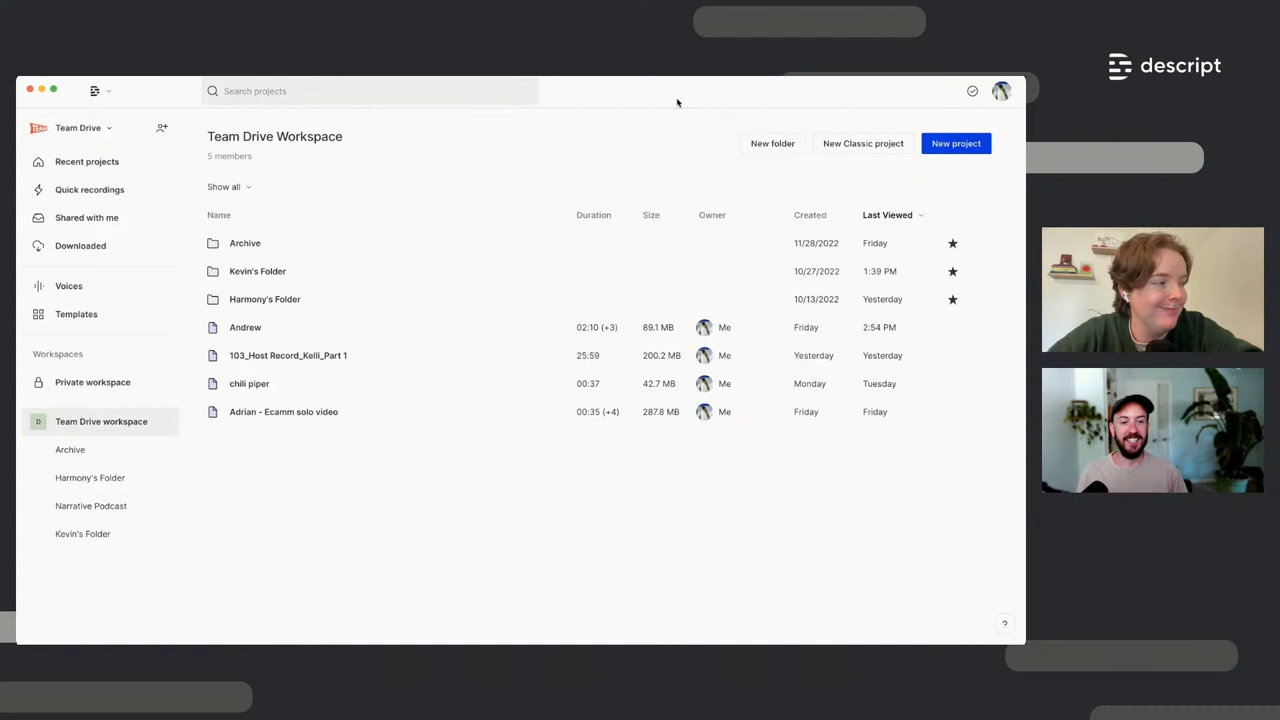 descript
Search projects
Team Drive
Recent projects
Quick recordings
Shared with me
Downloaded
Voices
Templates
Workspaces
Private workspace
D Team Drive workspace
Archive
Harmony's Folder
Narrative Podcast
Kevin's Folder
Team Drive Workspace
5 members
New folder New Classic project New project
Show all
Name Duration Size Owner Created Last Viewed
Archive 11/28/2022 Friday
Kevin's Folder 10/27/2022 1:39 PM
Harmony's Folder 10/13/2022 Yesterday
Andrew 02:10 (+3) 89.1 MB Me Friday 2:54 PM
103_Host Record_Kelli_Part 1 25:59 200.2 MB Me Yesterday Yesterday
chili piper 00:37 42.7 MB Me Monday Tuesday
Adrian - Ecamm solo video 00:35 (+4) 287.8 MB Me Friday Friday
?